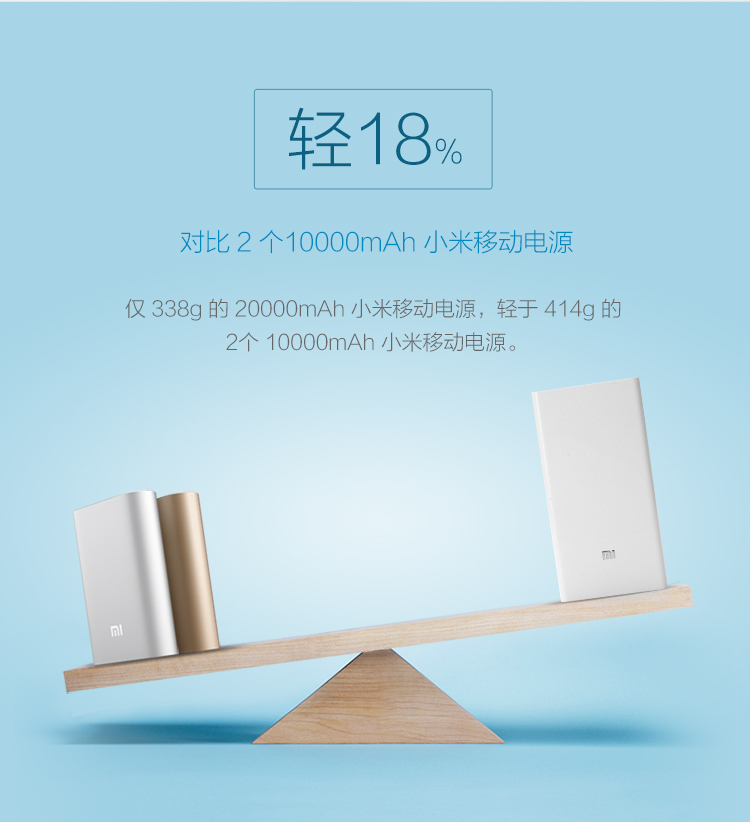 轻18%
对比 2 个10000mAh 小米移动电源
仅 338g 的 20000mAh 小米移动电源，轻于 414g 的
2个 10000mAh 小米移动电源。
mi
mi